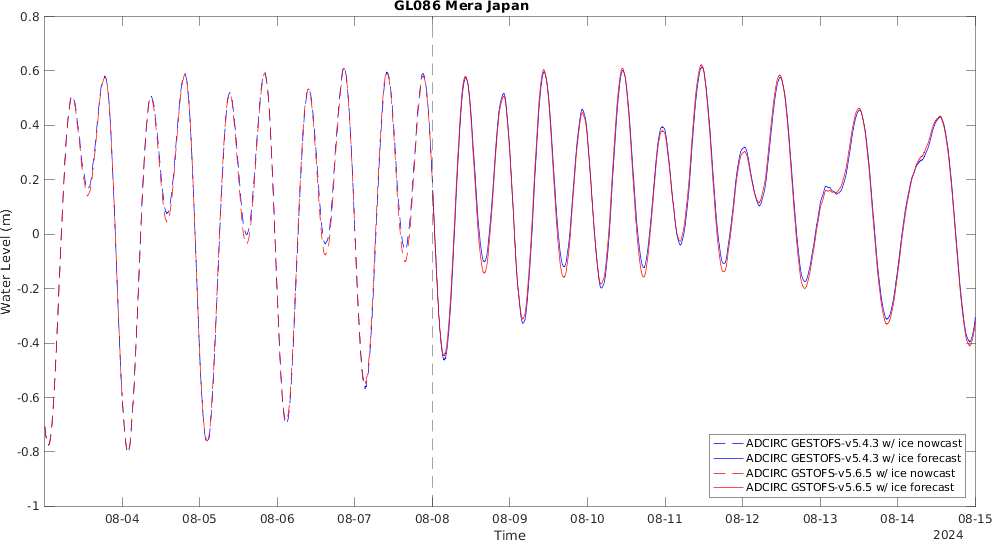 GL086 Mera Japan
0.8
0.6
0.4
0.2
0
-0.2
-0.4
-0.6
-0.8
-1
Water Level (m)
08-04 08-05 08-06 08-07 08-08 08-09 08-10 08-11 08-12 08-13 08-14 08-15
Time
2024
ADCIRC GESTOFS-v5.4.3 w/ ice nowcast
ADCIRC GESTOFS-v5.4.3 w/ ice forecast
ADCIRC GSTOFS-v5.6.5 w/ ice nowcast
ADCIRC GSTOFS-v5.6.5 w/ ice forecast